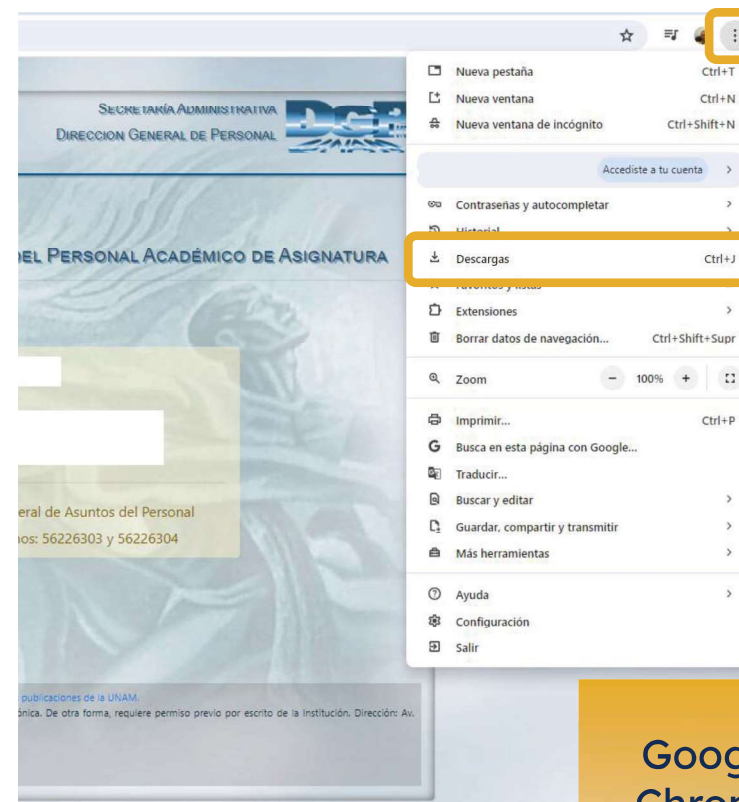 Nueva pestaña Ctrl+T
Nueva ventana Ctrl+N
Nueva ventana de incógnito Ctrl+Shift+N
Accediste a tu cuenta
Contraseñas y autocompletar
Historial
Descargas Ctrl+J
Favoritos y listas
Extensiones
Borrar datos de navegación... Ctrl+Shift+Supr
Zoom - 100% +
Imprimir... Ctrl+P
Busca en esta página con Google...
Traducir...
Buscar y editar
Guardar, compartir y transmitir
Más herramientas
Ayuda
Configuración
Salir
SECRETARÍA ADMINISTRATIVA
DIRECCION GENERAL DE PERSONAL
DGP
EL PERSONAL ACADÉMICO DE ASIGNATURA
eral de Asuntos del Personal
nos: 56226303 y 56226304
publicaciones de la UNAM.
ónica. De otra forma, requiere permiso previo por escrito de la Institución. Dirección: Av.
Goog
Chrom